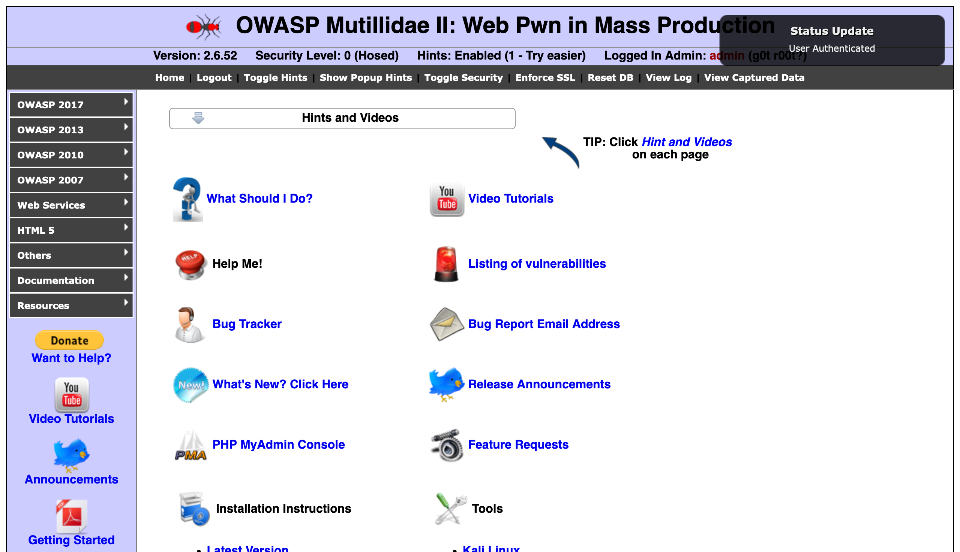 OWASP Mutillidae II: Web Pwn in Mass Production
Status Update
User Authenticated
Version: 2.6.52 Security Level: 0 (Hosed) Hints: Enabled (1 - Try easier) Logged In Admin: admin (g0t r00t?)
Home | Logout | Toggle Hints | Show Popup Hints | Toggle Security | Enforce SSL | Reset DB | View Log | View Captured Data
OWASP 2017
OWASP 2013
OWASP 2010
OWASP 2007
Web Services
HTML 5
Others
Documentation
Resources
Donate
Want to Help?
You
Tube
Video Tutorials
Announcements
Getting Started
Hints and Videos
TIP: Click Hint and Videos
on each page
What Should I Do?
You
Tube
Video Tutorials
HELP
Help Me!
Listing of vulnerabilities
Bug Tracker
Bug Report Email Address
New!
What's New? Click Here
Release Announcements
PMA
PHP MyAdmin Console
Feature Requests
Installation Instructions
Tools
Latest Version
Kali Linux